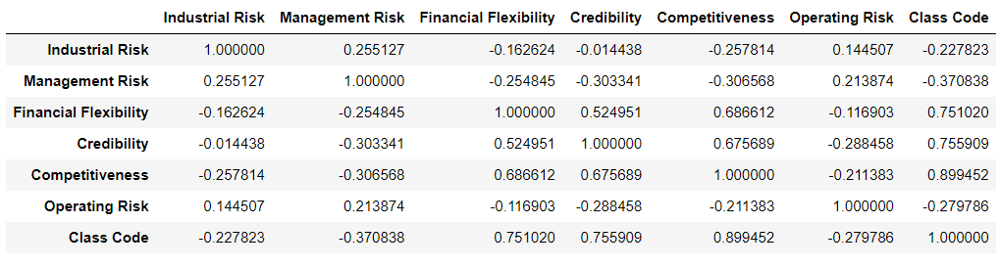 Industrial Risk Management Risk Financial Flexibility Credibility Competitiveness Operating Risk Class Code
Industrial Risk 1.000000 0.255127 -0.162624 -0.014438 -0.257814 0.144507 -0.227823
Management Risk 0.255127 1.000000 -0.254845 -0.303341 -0.306568 0.213874 -0.370838
Financial Flexibility -0.162624 -0.254845 1.000000 0.524951 0.686612 -0.116903 0.751020
Credibility -0.014438 -0.303341 0.524951 1.000000 0.675689 -0.288458 0.755909
Competitiveness -0.257814 -0.306568 0.686612 0.675689 1.000000 -0.211383 0.899452
Operating Risk 0.144507 0.213874 -0.116903 -0.288458 -0.211383 1.000000 -0.279786
Class Code -0.227823 -0.370838 0.751020 0.755909 0.899452 -0.279786 1.000000